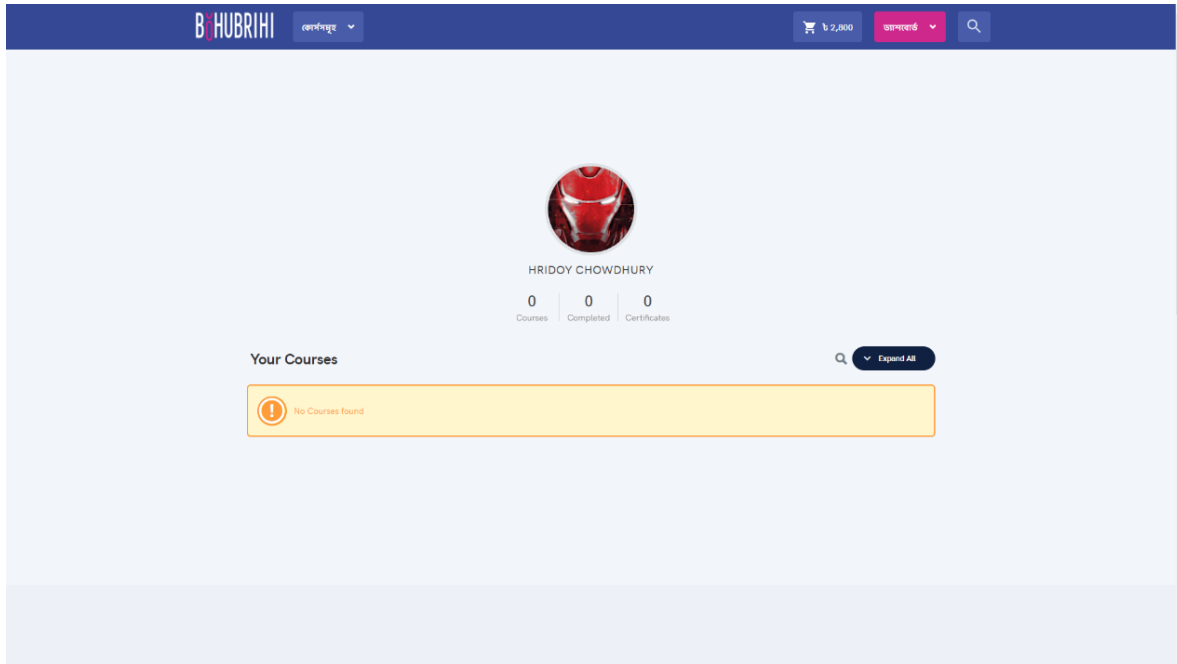 BOHUBRIHI
কোর্সসমূহ
৳ 2,800
ড্যাশবোর্ড
HRIDOY CHOWDHURY
0 0 0
Courses Completed Certificates
Your Courses
Expand All
No Courses found